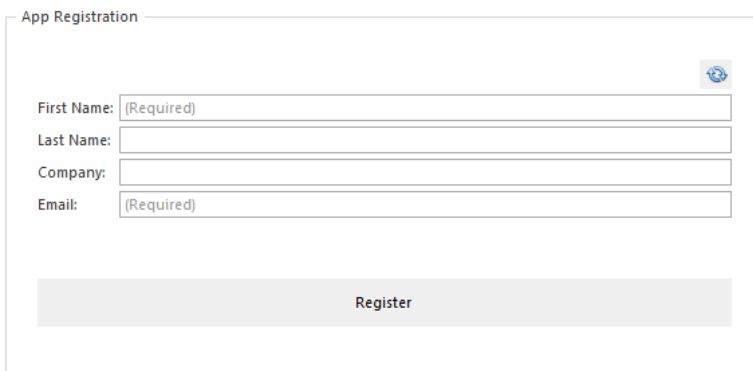 App Registration
First Name: (Required)
Last Name:
Company:
Email: (Required)
Register